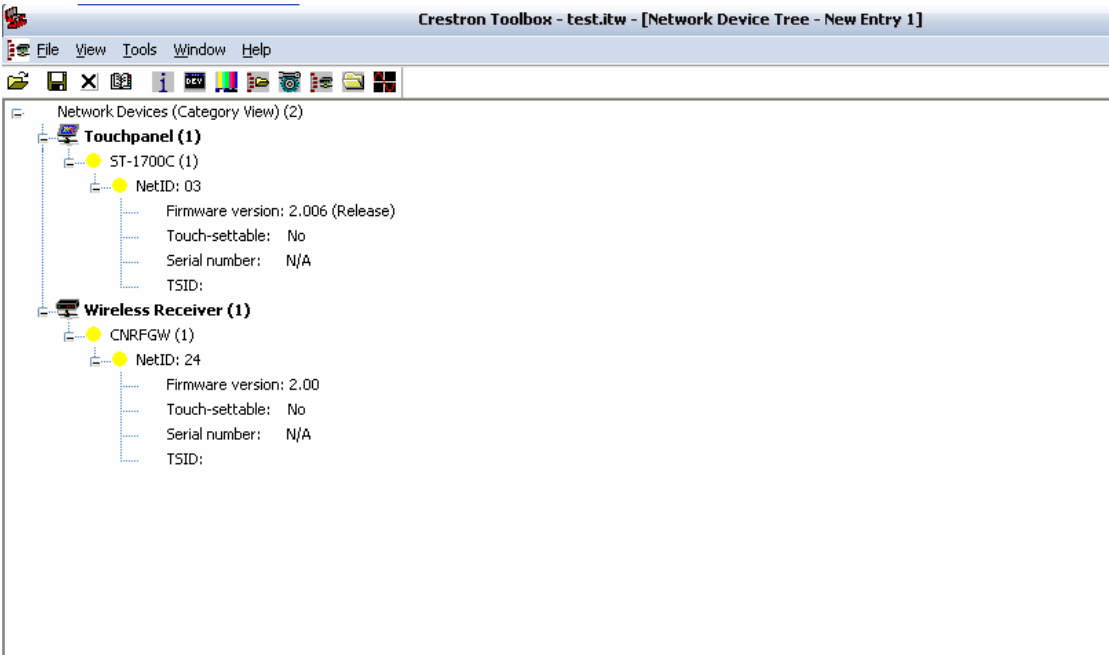 Crestron Toolbox - test.itw - [Network Device Tree - New Entry 1]
File View Tools Window Help
DEV
Network Devices (Category View) (2)
Touchpanel (1)
ST-1700C (1)
NetID: 03
Firmware version: 2.006 (Release)
Touch-settable: No
Serial number: N/A
TSID:
Wireless Receiver (1)
CNRFGW (1)
NetID: 24
Firmware version: 2.00
Touch-settable: No
Serial number: N/A
TSID: